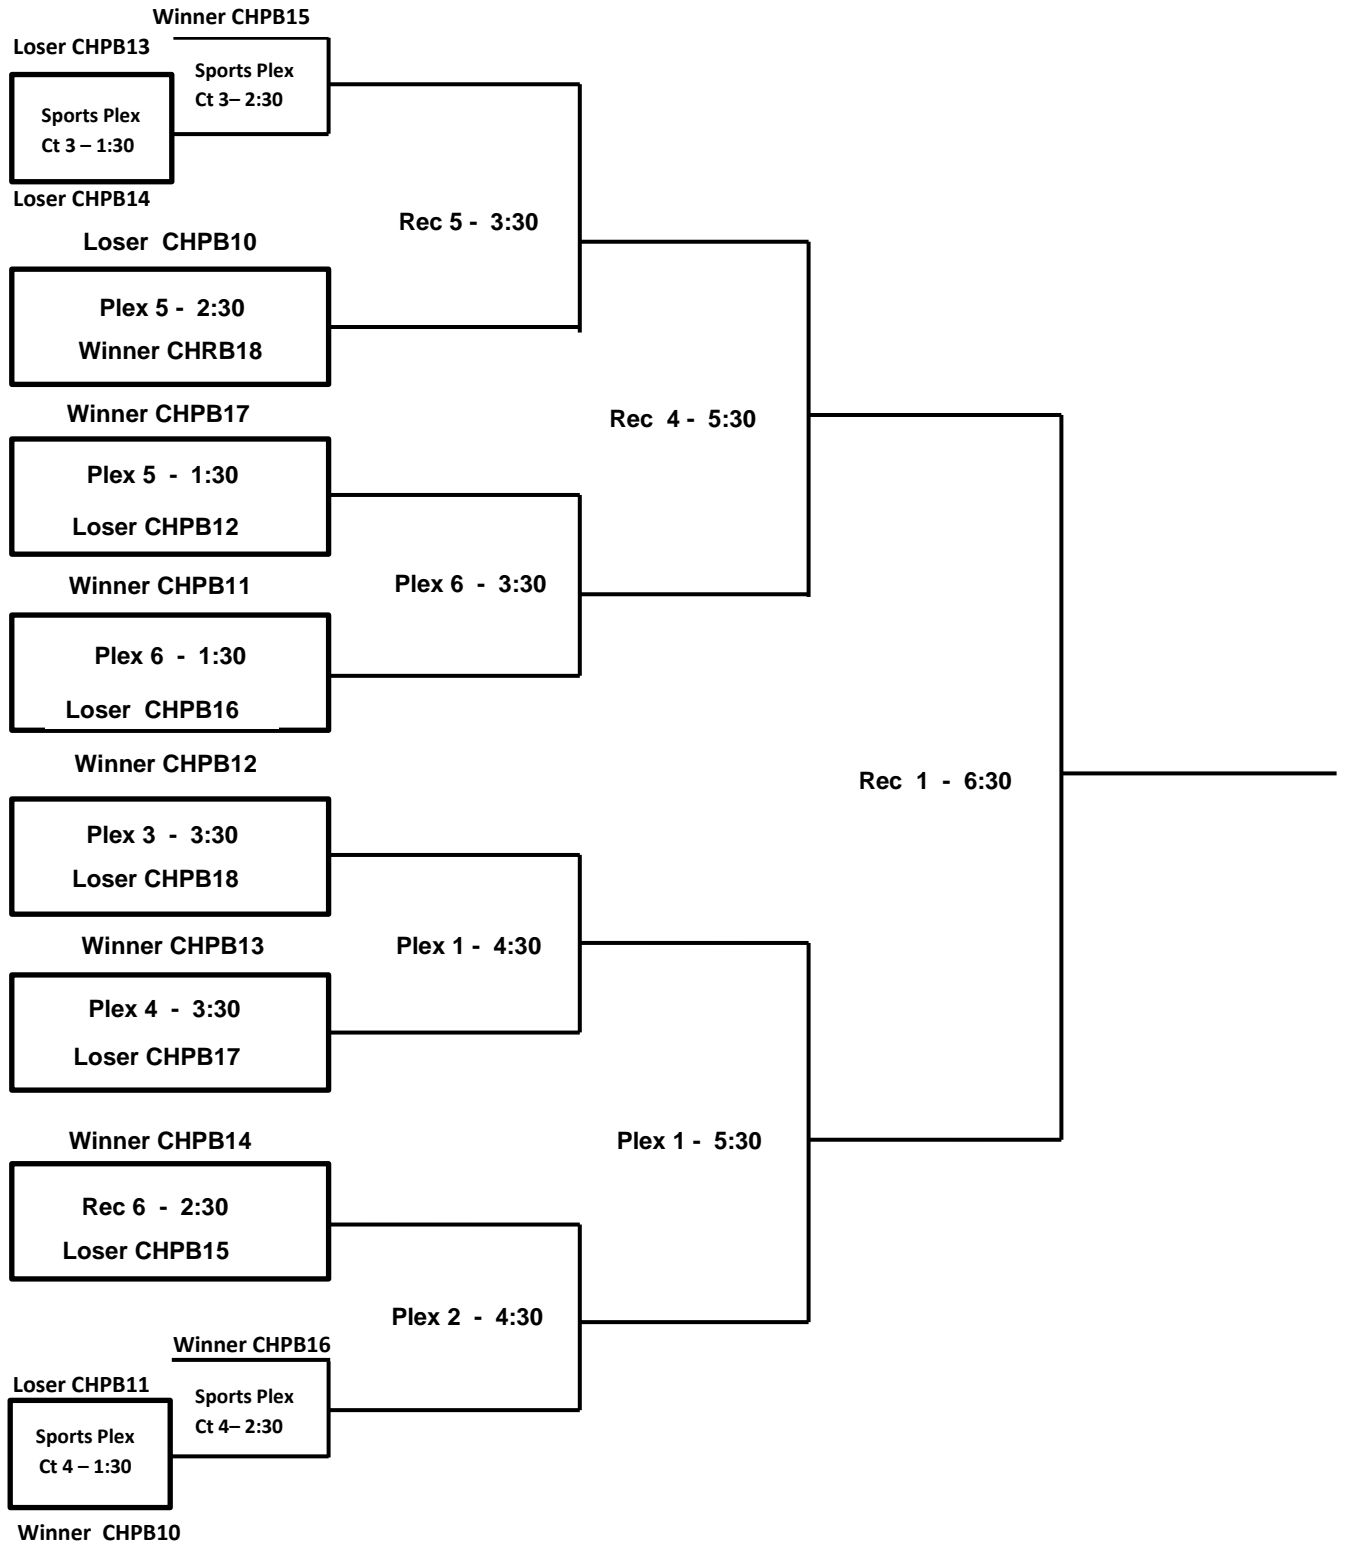 Winner CHPB15
Loser CHPB13
Sports Plex
Ct 3– 2:30
Sports Plex
Ct 3 – 1:30
Loser CHPB14
Rec 5 - 3:30
Loser CHPB10
Plex 5 - 2:30
Winner CHRB18
Winner CHPB17
Rec 4 - 5:30
Plex 5 - 1:30
Loser CHPB12
Winner CHPB11
Plex 6 - 3:30
Plex 6 - 1:30
Loser CHPB16
Winner CHPB12
Rec 1 - 6:30
Plex 3 - 3:30
Loser CHPB18
Winner CHPB13
Plex 1 - 4:30
Plex 4 - 3:30
Loser CHPB17
Winner CHPB14
Plex 1 - 5:30
Rec 6 - 2:30
Loser CHPB15
Plex 2 - 4:30
Winner CHPB16
Loser CHPB11
Sports Plex
Ct 4– 2:30
Sports Plex
Ct 4 – 1:30
Winner CHPB10